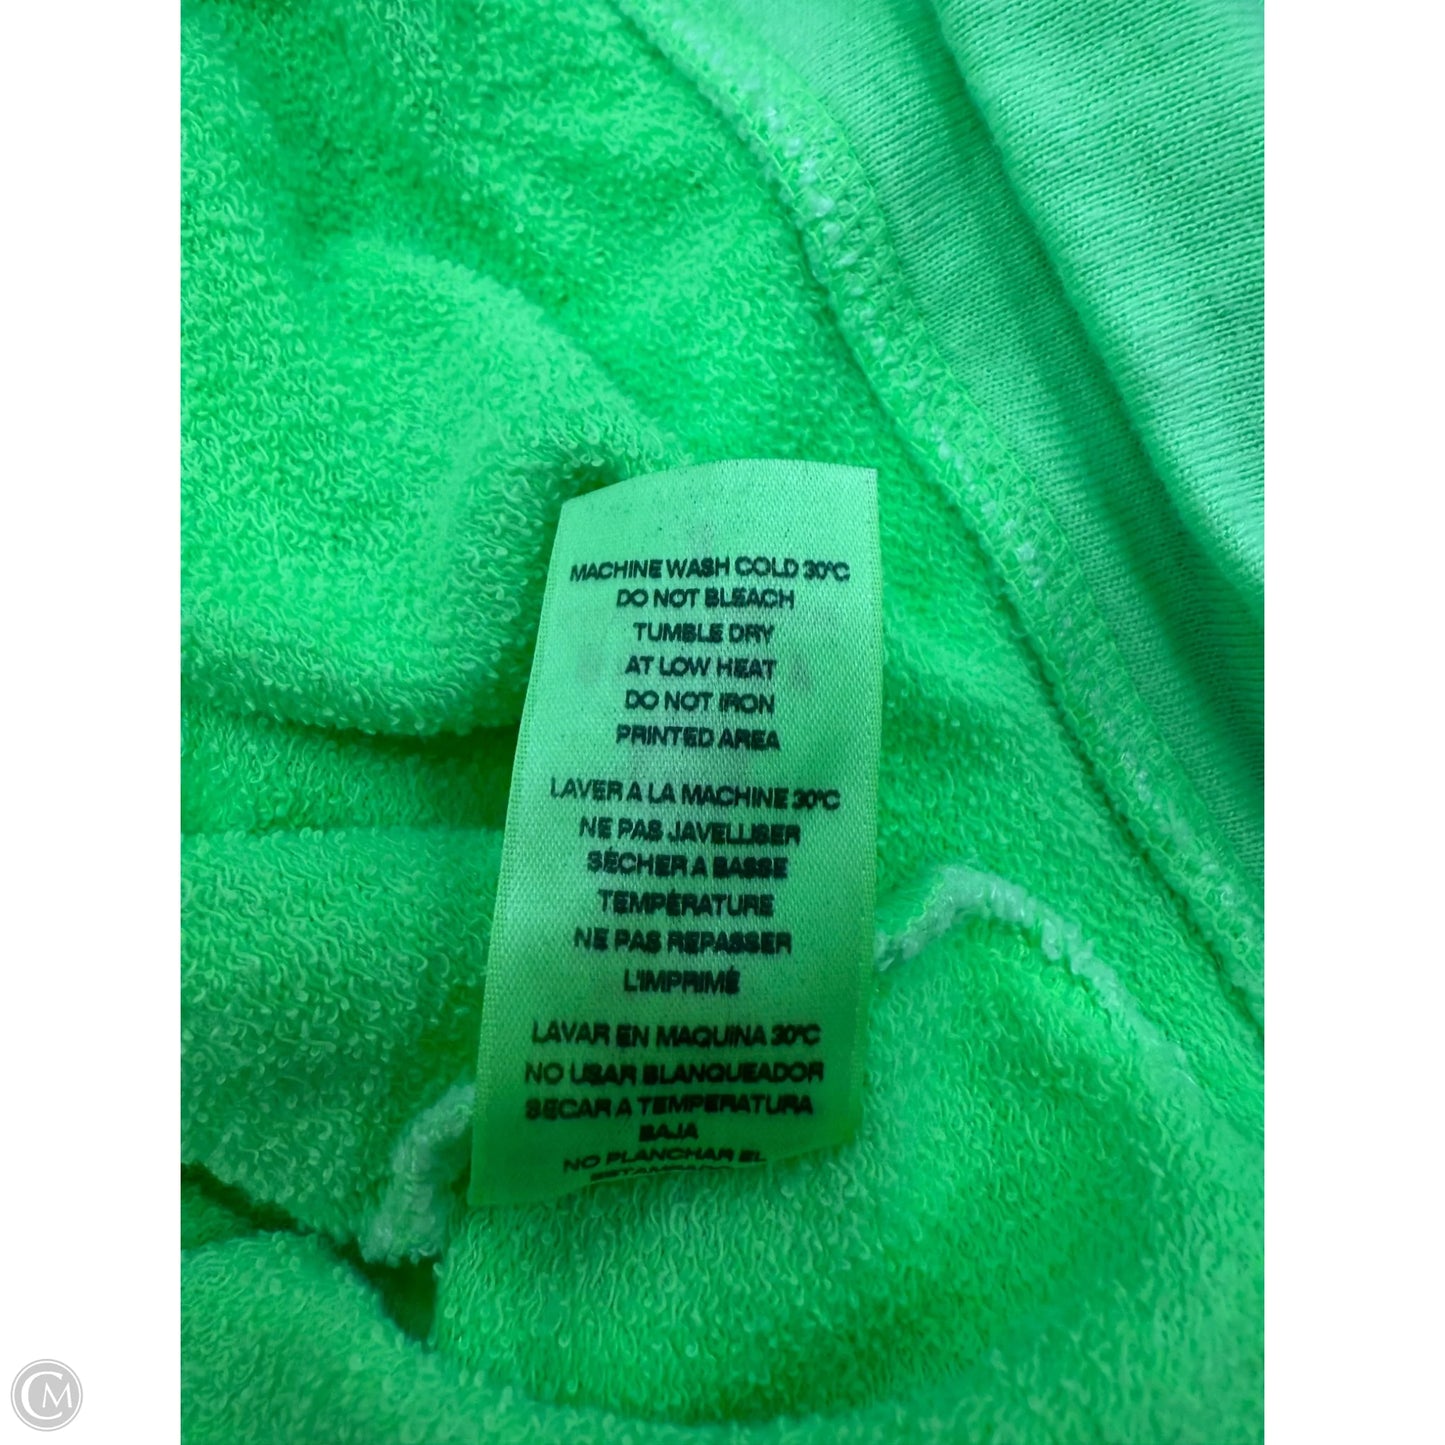 MACHINE WASH COLD 30°C
DO NOT BLEACH
TUMBLE DRY
AT LOW HEAT
DO NOT IRON
PRINTED AREA
LAVER A LA MACHINE 30°C
NE PAS JAVELLISER
SÉCHER A BASSE
TEMPÉRATURE
NE PAS REPASSER
L'IMPRIMÉ
LAVAR EN MAQUINA 30°C
NO USAR BLANQUEADOR
SECAR A TEMPERATURA
BAJA
NO PLANCHAR EL
ESTAMPADO
CM